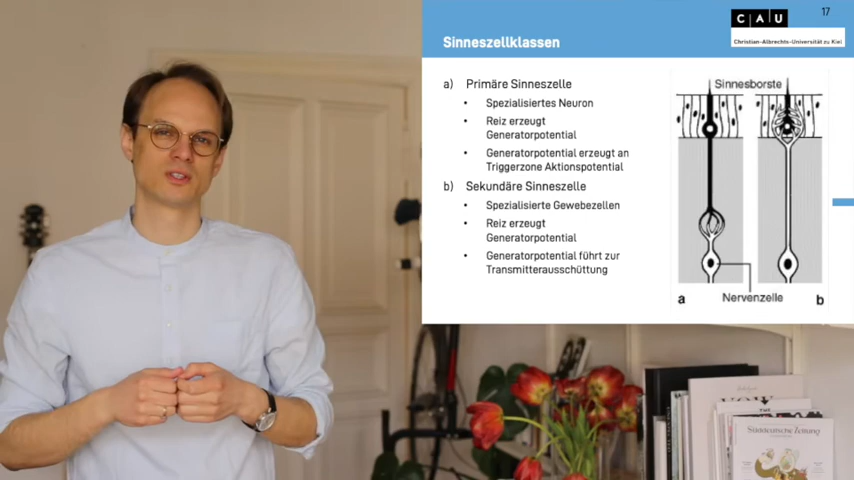 17
CAU
Christian-Albrechts-Universität zu Kiel
Sinneszellklassen
a) Primäre Sinneszelle
• Spezialisiertes Neuron
• Reiz erzeugt
Generatorpotential
• Generatorpotential erzeugt an
Triggerzone Aktionspotential
b) Sekundäre Sinneszelle
• Spezialisierte Gewebezellen
• Reiz erzeugt
Generatorpotential
• Generatorpotential führt zur
Transmitterausschüttung
Sinnesborste
Nervenzelle
a
b
THE
Süddeutsche Zeitung